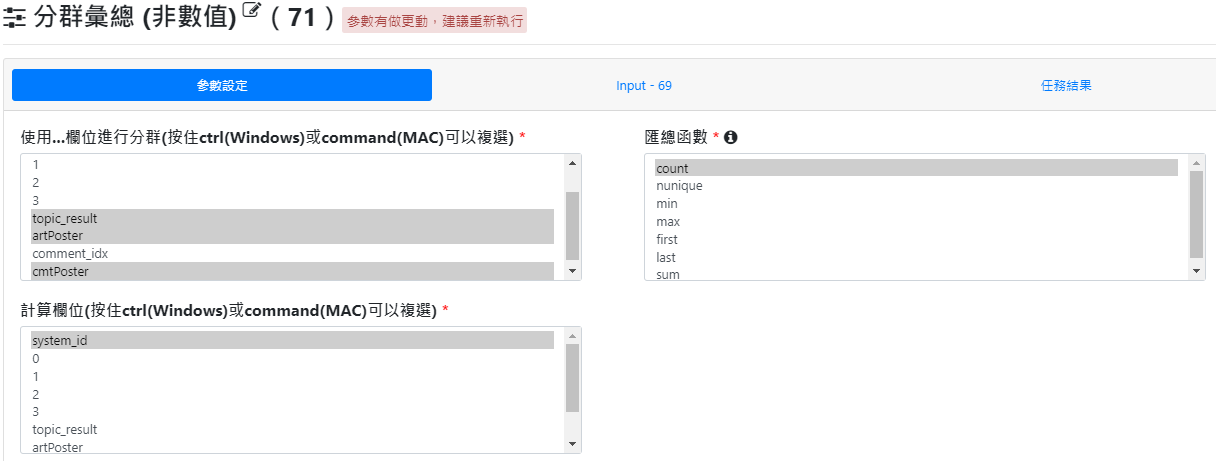 分群彙總 (非數值) ( 71 ) 參數有做更動，建議重新執行
參數設定 Input - 69 任務結果
使用...欄位進行分群(按住ctrl(Windows)或command(MAC)可以複選) *
1
2
3
topic_result
artPoster
comment_idx
cmtPoster
匯總函數 *
count
nunique
min
max
first
last
sum
計算欄位(按住ctrl(Windows)或command(MAC)可以複選) *
system_id
0
1
2
3
topic_result
artPoster